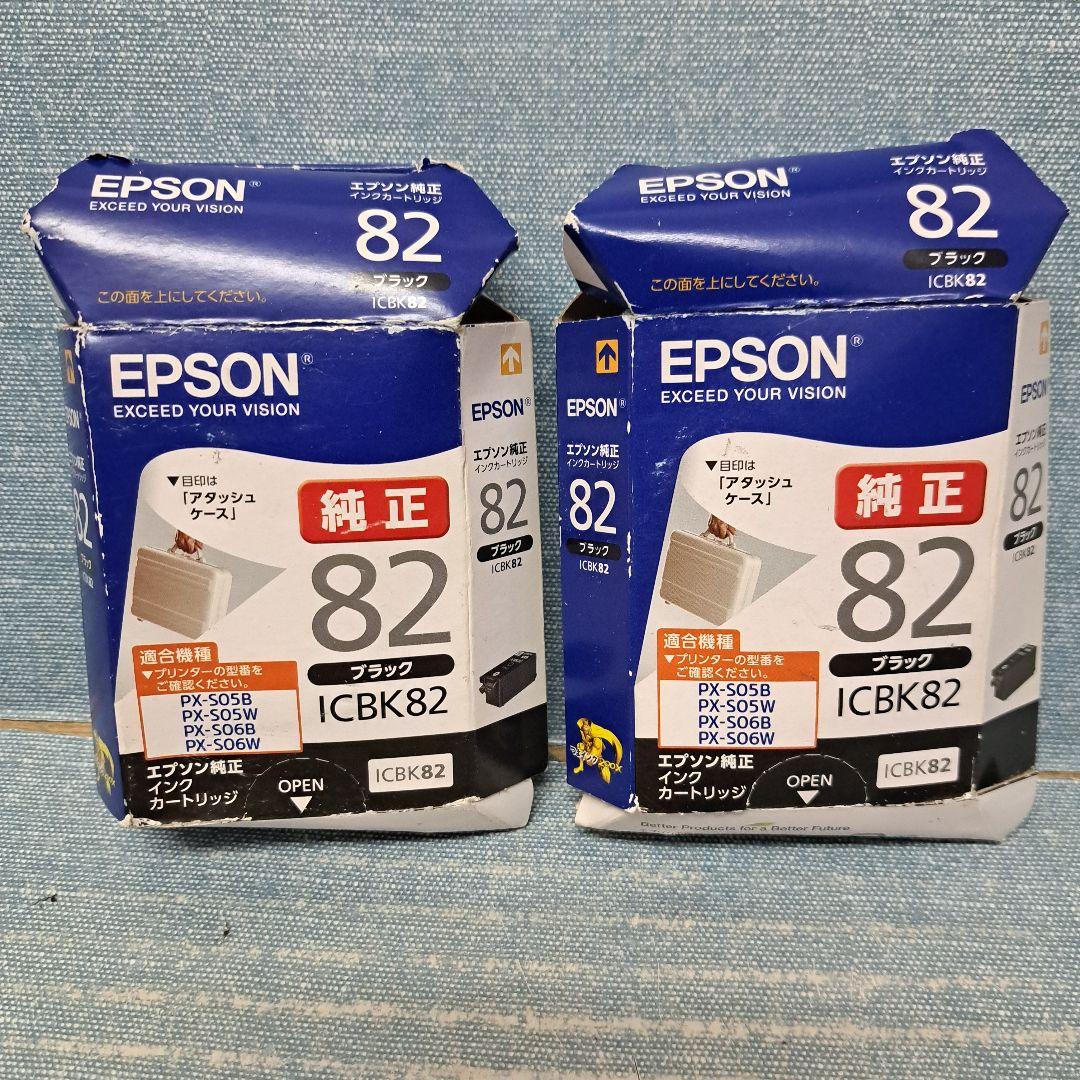 EPSON®
EXCEED YOUR VISION
エプソン純正
インクカートリッジ
82
ブラック
ICBK82
この面を上にしてください。
EPSON®
EXCEED YOUR VISION
▼目印は
「アタッシュ
ケース」
純正
82
ブラック
ICBK82
適合機種
▼プリンターの型番を
ご確認ください。
PX-S05B
PX-S05W
PX-S06B
PX-S06W
エプソン純正
インク
カートリッジ
OPEN
ICBK82
EPSON®
エプソン純正
インクカートリッジ
82
ブラック
ICBK82
EPSON®
EXCEED YOUR VISION
エプソン純正
インクカートリッジ
82
ブラック
ICBK82
この面を上にしてください。
EPSON®
エプソン純正
インクカートリッジ
82
ブラック
ICBK82
EPSON®
EXCEED YOUR VISION
▼目印は
「アタッシュ
ケース」
純正
82
ブラック
ICBK82
適合機種
▼プリンターの型番を
ご確認ください。
PX-S05B
PX-S05W
PX-S06B
PX-S06W
エプソン純正
インク
カートリッジ
OPEN
ICBK82
EPSON
エプソン純正
インクカートリッジ
82
ブラック
ICBK82
Better Products for a Better Future